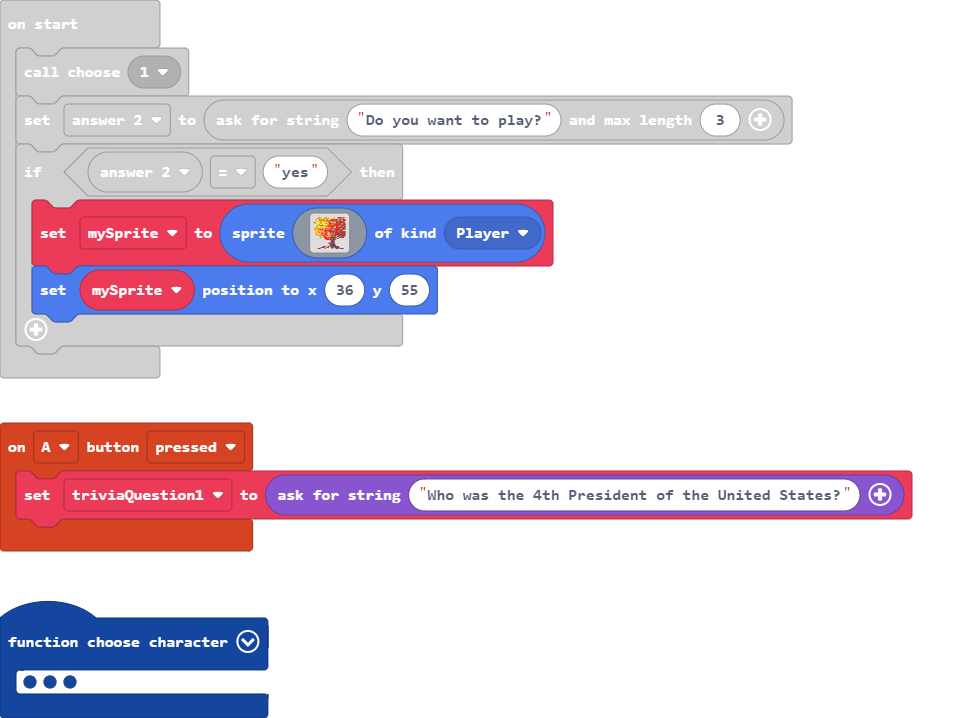 on start
call choose 1
set answer 2 to ask for string "Do you want to play?" and max length 3
if answer 2 = "yes" then
set mySprite to sprite of kind Player
set mySprite position to x 36 y 55
on A button pressed
set triviaQuestion1 to ask for string "Who was the 4th President of the United States?"
function choose character